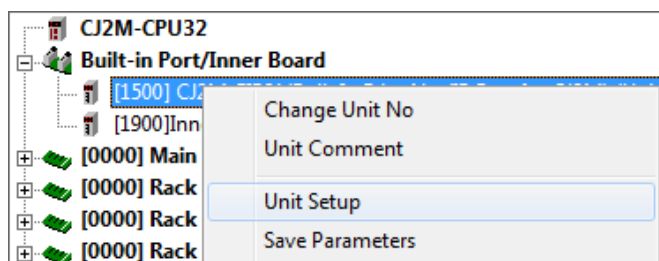 CJ2M-CPU32
Built-in Port/Inner Board
[1500]
Change Unit No
[1900]Inn
Unit Comment
[0000] Main
[0000] Rack
Unit Setup
[0000] Rack
Save Parameters
[0000] Rack